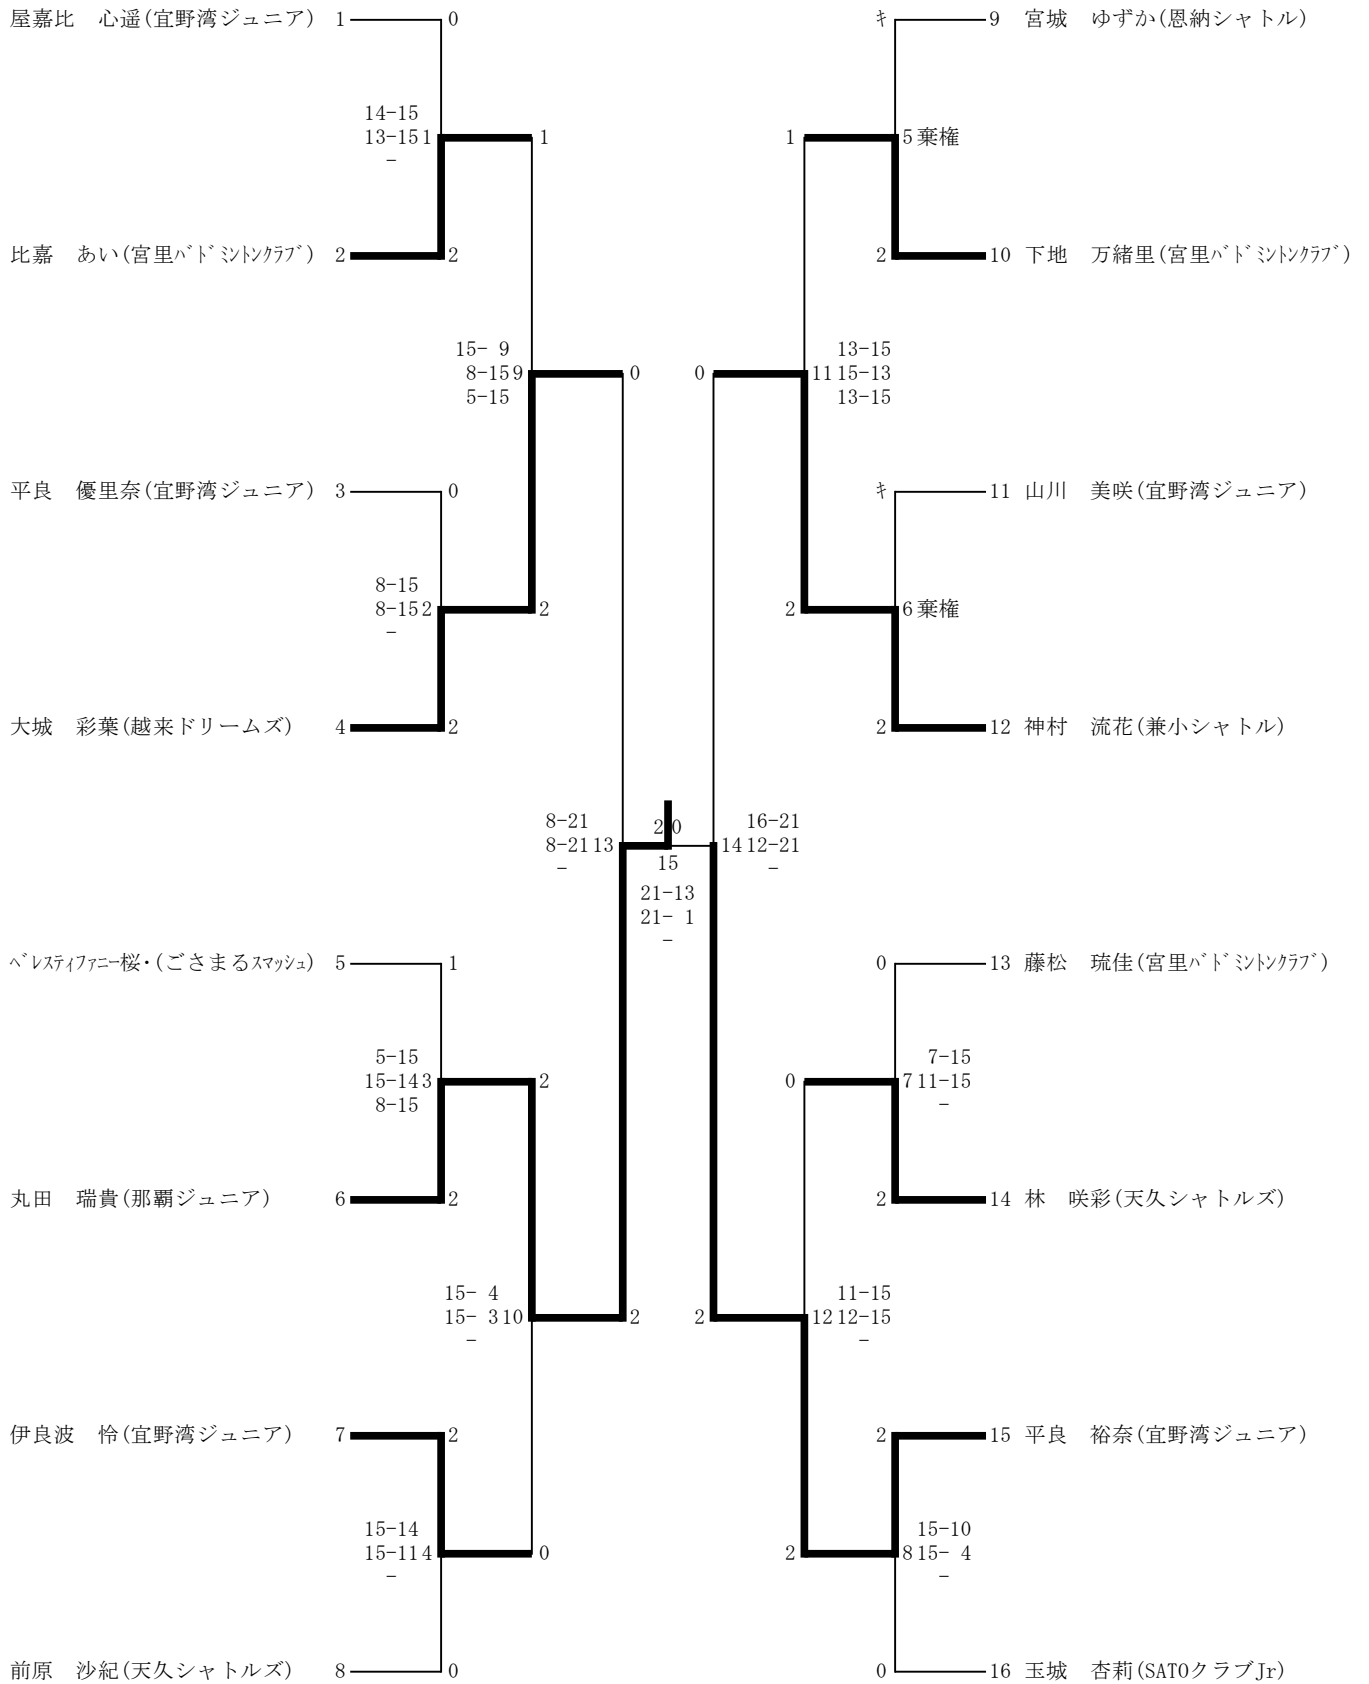 屋嘉比　心遥(宜野湾ジュニア) 1 0
ｷ 9 宮城　ゆずか(恩納シャトル)
14-15
13-15 1 1
-
1 5 棄権
比嘉　あい(宮里ﾊﾞﾄﾞﾐﾝﾄﾝｸﾗﾌﾞ) 2 2
2 10 下地　万緒里(宮里ﾊﾞﾄﾞﾐﾝﾄﾝｸﾗﾌﾞ)
15- 9
8-15 9 0
5-15
13-15
0 11 15-13
13-15
平良　優里奈(宜野湾ジュニア) 3 0
ｷ 11 山川　美咲(宜野湾ジュニア)
8-15
8-15 2 2
-
2 6 棄権
大城　彩葉(越来ドリームズ) 4 2
2 12 神村　流花(兼小シャトル)
8-21
8-21 13
-
2 0
15
21-13
21- 1
-
16-21
14 12-21
-
ﾍﾞﾚｽﾃｨﾌｧﾆｰ桜・(ごさまるｽﾏｯｼｭ) 5 1
0 13 藤松　琉佳(宮里ﾊﾞﾄﾞﾐﾝﾄﾝｸﾗﾌﾞ)
5-15
15-14 3 2
8-15
7-15
0 7 11-15
-
丸田　瑞貴(那覇ジュニア) 6 2
2 14 林　咲彩(天久シャトルズ)
15- 4
15- 3 10 2
-
11-15
2 12 12-15
-
伊良波　怜(宜野湾ジュニア) 7 2
2 15 平良　裕奈(宜野湾ジュニア)
15-14
15-11 4 0
-
15-10
2 8 15- 4
-
前原　沙紀(天久シャトルズ) 8 0
0 16 玉城　杏莉(SATOクラブJr)